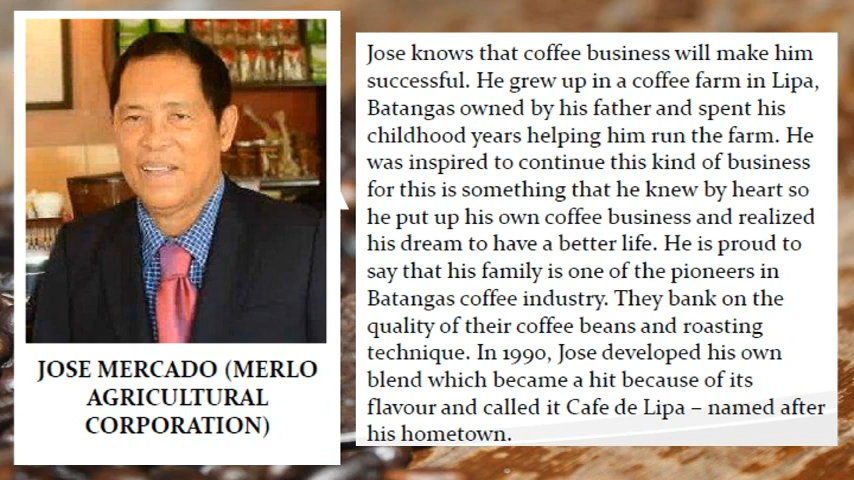 JOSE MERCADO (MERLO
AGRICULTURAL
CORPORATION)
Jose knows that coffee business will make him
successful. He grew up in a coffee farm in Lipa,
Batangas owned by his father and spent his
childhood years helping him run the farm. He
was inspired to continue this kind of business
for this is something that he knew by heart so
he put up his own coffee business and realized
his dream to have a better life. He is proud to
say that his family is one of the pioneers in
Batangas coffee industry. They bank on the
quality of their coffee beans and roasting
technique. In 1990, Jose developed his own
blend which became a hit because of its
flavour and called it Cafe de Lipa – named after
his hometown.